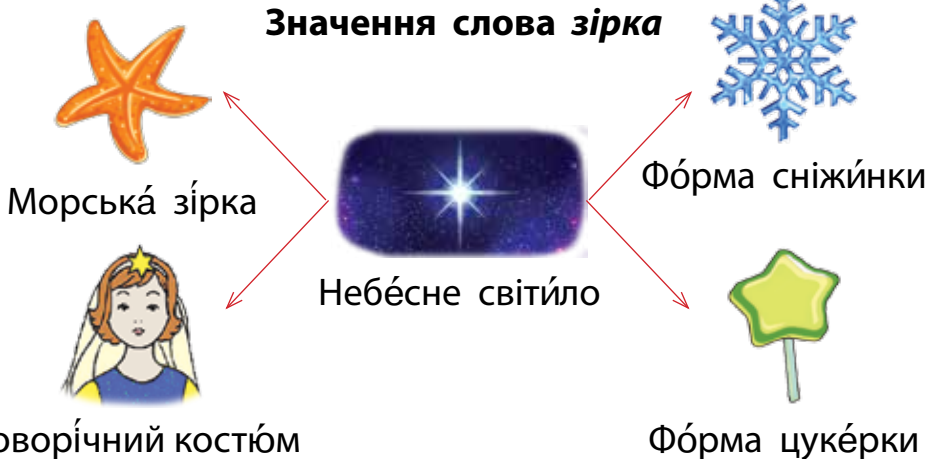 Значення слова зірка
Морська́ зі́рка
Фо́рма сніжи́нки
Небе́сне світи́ло
оворі́чний костю́м
Фо́рма цуке́рки